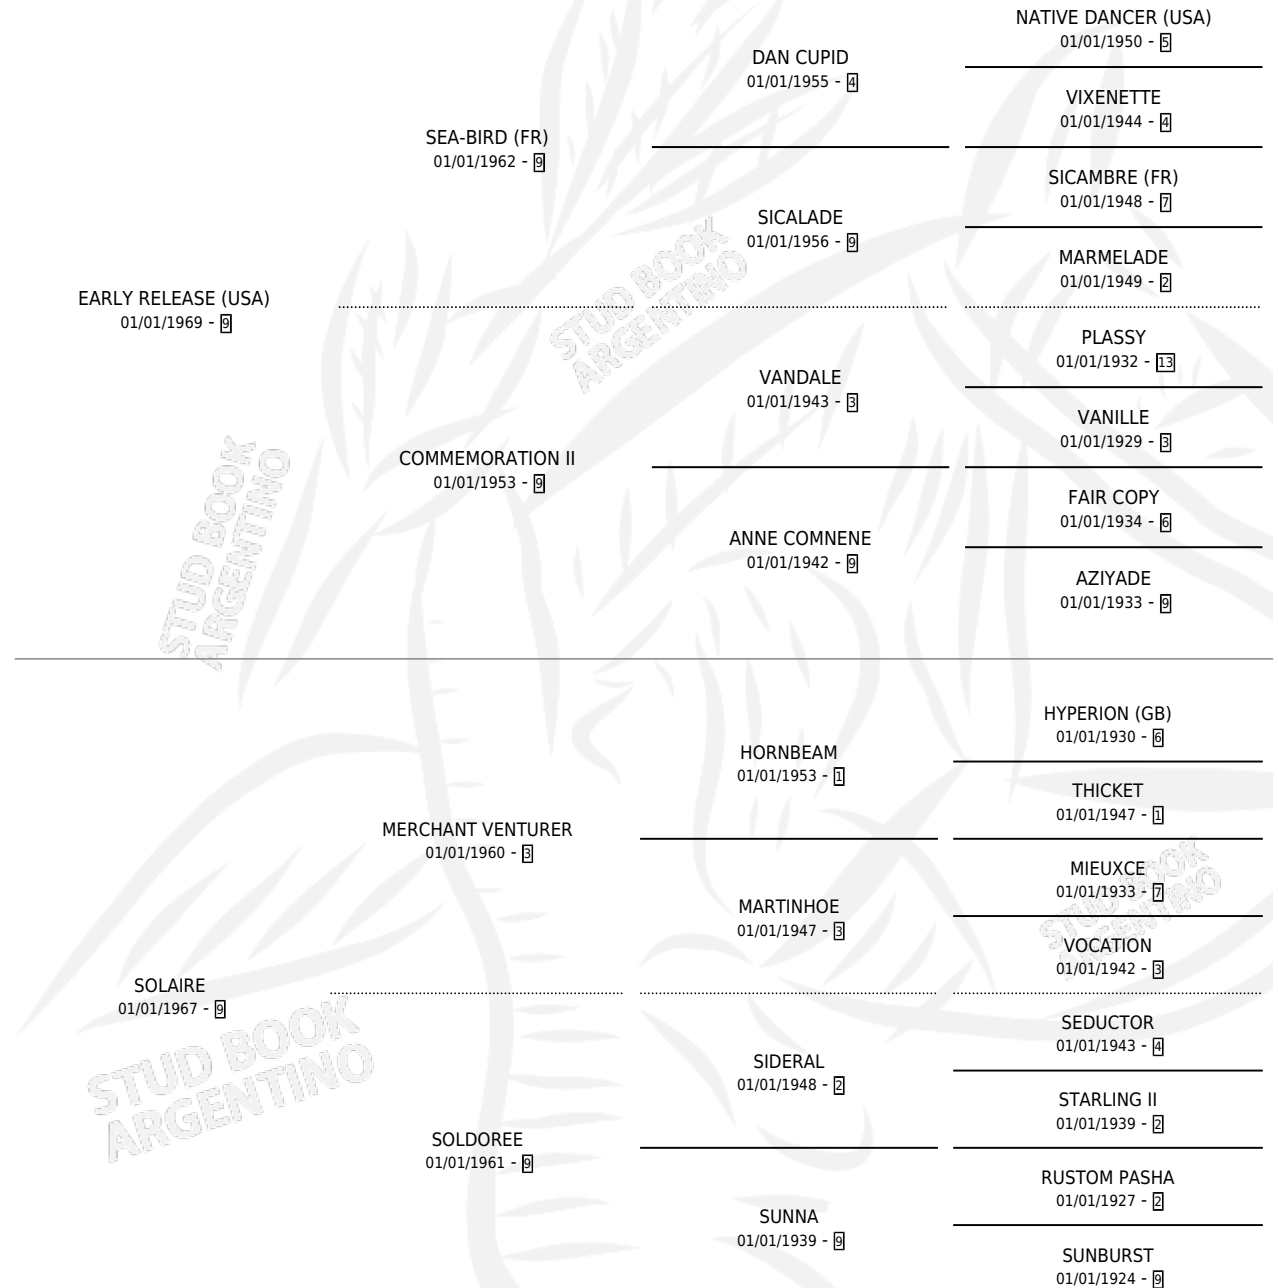 NATIVE DANCER (USA)
01/01/1950 - 5
DAN CUPID
01/01/1955 - 4
VIXENETTE
01/01/1944 - 4
SEA-BIRD (FR)
01/01/1962 - 9
SICAMBRE (FR)
01/01/1948 - 7
SICALADE
01/01/1956 - 9
MARMELADE
01/01/1949 - 2
EARLY RELEASE (USA)
01/01/1969 - 9
PLASSY
01/01/1932 - 13
VANDALE
01/01/1943 - 3
VANILLE
01/01/1929 - 3
COMMEMORATION II
01/01/1953 - 9
FAIR COPY
01/01/1934 - 6
ANNE COMNENE
01/01/1942 - 9
AZIYADE
01/01/1933 - 9
HYPERION (GB)
01/01/1930 - 6
HORNBEAM
01/01/1953 - 1
THICKET
01/01/1947 - 1
MERCHANT VENTURER
01/01/1960 - 3
MIEUXCE
01/01/1933 - 7
MARTINHOE
01/01/1947 - 3
VOCATION
01/01/1942 - 3
SOLAIRE
01/01/1967 - 9
SEDUCTOR
01/01/1943 - 4
SIDERAL
01/01/1948 - 2
STARLING II
01/01/1939 - 2
SOLDOREE
01/01/1961 - 9
RUSTOM PASHA
01/01/1927 - 2
SUNNA
01/01/1939 - 9
SUNBURST
01/01/1924 - 9
STUD BOOK
ARGENTINO
STUD BOOK
ARGENTINO
STUD BOOK
ARGENTINO
STUD BOOK
ARGENTINO